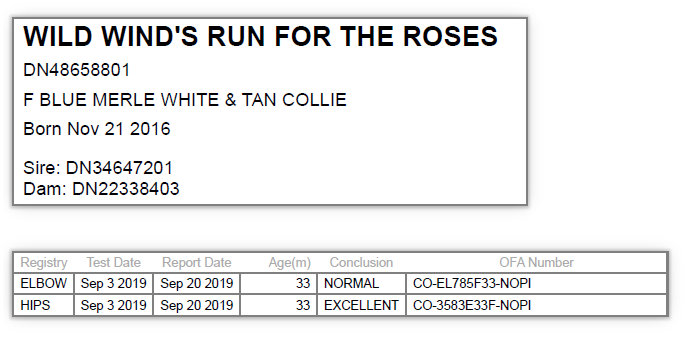 WILD WIND'S RUN FOR THE ROSES
DN48658801
F BLUE MERLE WHITE & TAN COLLIE
Born Nov 21 2016
Sire: DN34647201
Dam: DN22338403
Registry Test Date Report Date Age(m) Conclusion OFA Number
ELBOW Sep 3 2019 Sep 20 2019 33 NORMAL CO-EL785F33-NOPI
HIPS Sep 3 2019 Sep 20 2019 33 EXCELLENT CO-3583E33F-NOPI